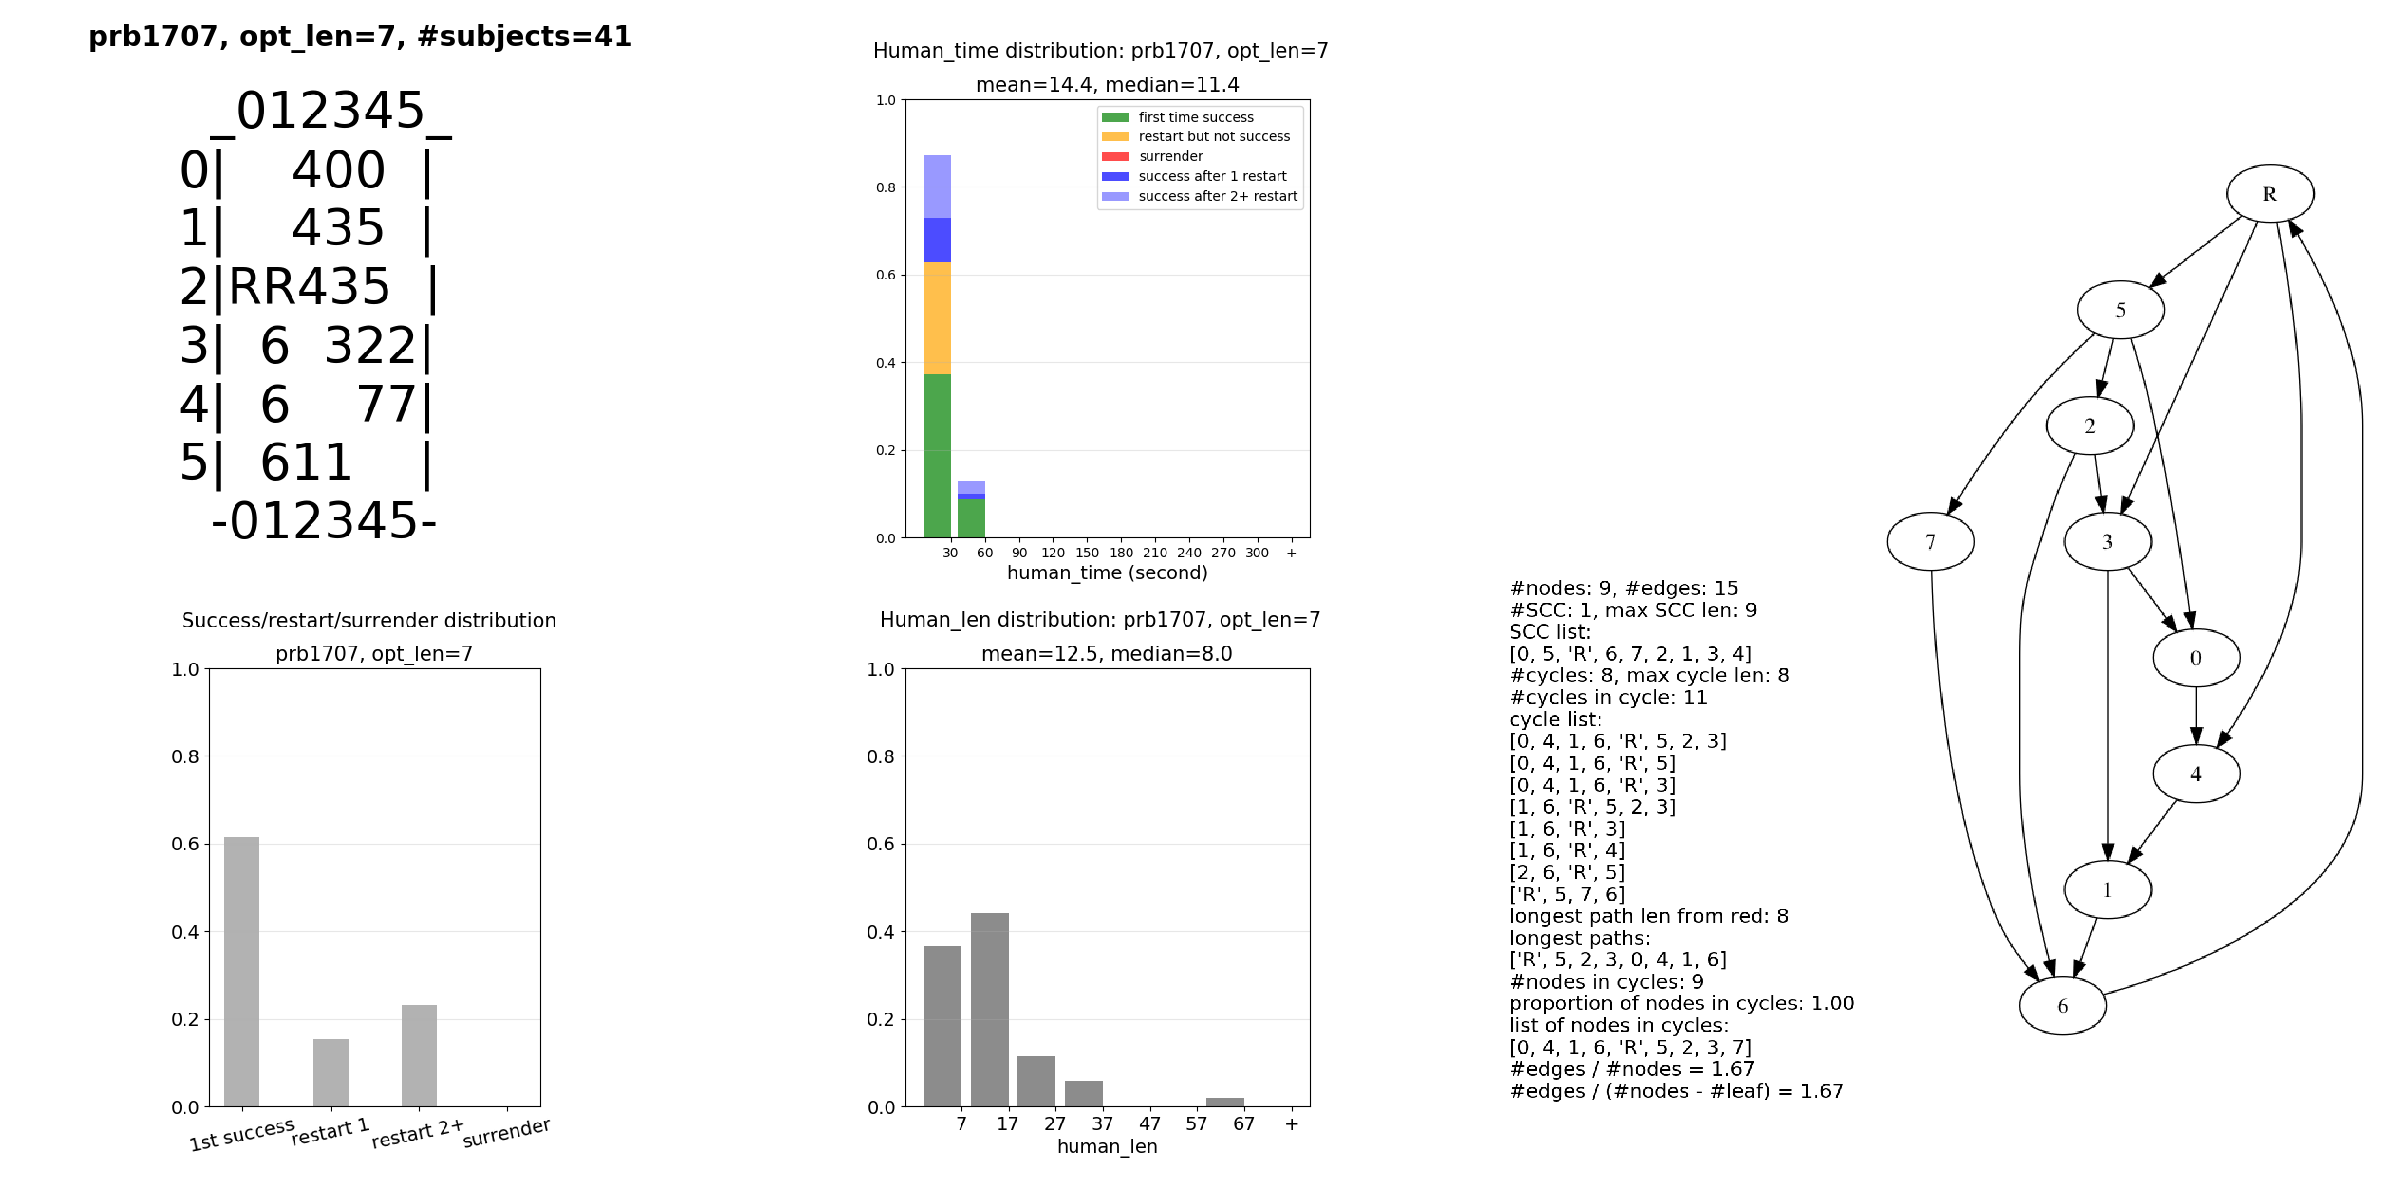 prb1707, opt_len=7, #subjects=41
_012345_
0|  400 |
1|  435 |
2|RR435 |
3| 6 322|
4| 6  77|
5| 611  |
-012345-
Human_time distribution: prb1707, opt_len=7
mean=14.4, median=11.4
1.0
0.8
0.6
0.4
0.2
0.0
first time success
restart but not success
surrender
success after 1 restart
success after 2+ restart
30 60 90 120 150 180 210 240 270 300 +
human_time (second)
Success/restart/surrender distribution
prb1707, opt_len=7
1.0
0.8
0.6
0.4
0.2
0.0
1st success restart 1 restart 2+ surrender
Human_len distribution: prb1707, opt_len=7
mean=12.5, median=8.0
1.0
0.8
0.6
0.4
0.2
0.0
7 17 27 37 47 57 67 +
human_len
#nodes: 9, #edges: 15
#SCC: 1, max SCC len: 9
SCC list:
[0, 5, 'R', 6, 7, 2, 1, 3, 4]
#cycles: 8, max cycle len: 8
#cycles in cycle: 11
cycle list:
[0, 4, 1, 6, 'R', 5, 2, 3]
[0, 4, 1, 6, 'R', 5]
[0, 4, 1, 6, 'R', 3]
[1, 6, 'R', 5, 2, 3]
[1, 6, 'R', 3]
[1, 6, 'R', 4]
[2, 6, 'R', 5]
['R', 5, 7, 6]
longest path len from red: 8
longest paths:
['R', 5, 2, 3, 0, 4, 1, 6]
#nodes in cycles: 9
proportion of nodes in cycles: 1.00
list of nodes in cycles:
[0, 4, 1, 6, 'R', 5, 2, 3, 7]
#edges / #nodes = 1.67
#edges / (#nodes - #leaf) = 1.67
R
5
2
7
3
0
4
1
6